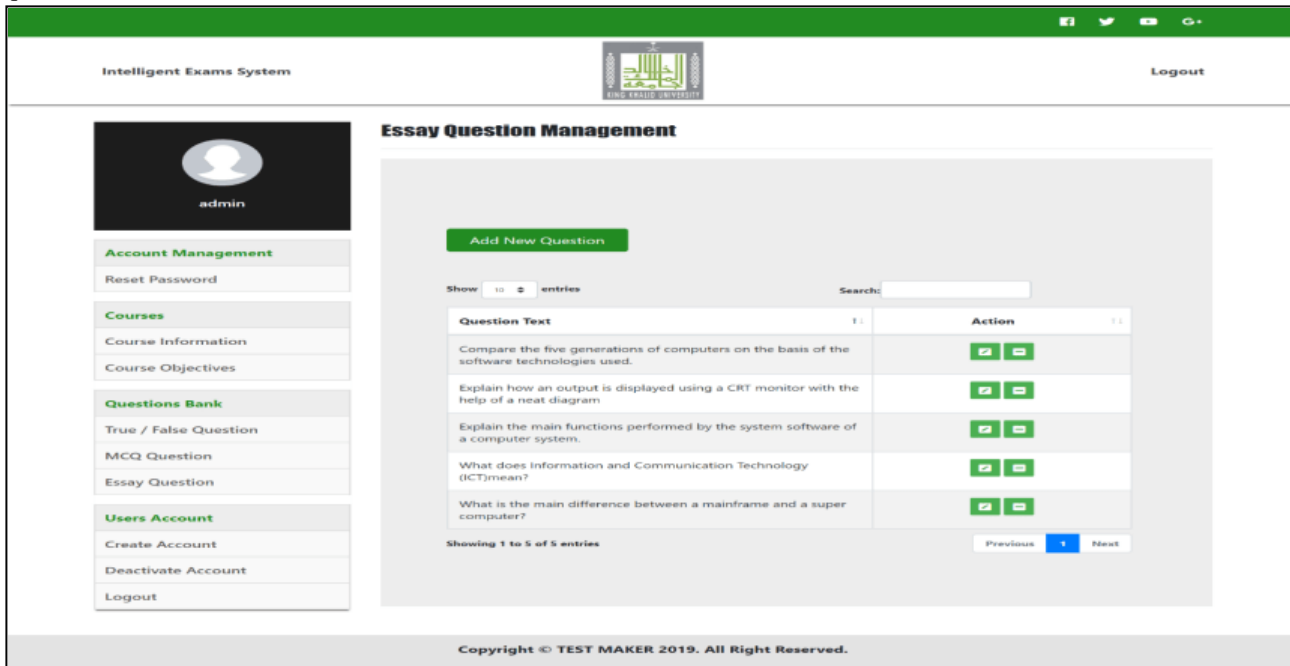 G+
Intelligent Exams System
جامعة الملك خالد
KING KHALID UNIVERSITY
Logout
Essay Question Management
admin
Account Management
Reset Password
Courses
Course Information
Course Objectives
Questions Bank
True / False Question
MCQ Question
Essay Question
Users Account
Create Account
Deactivate Account
Logout
Add New Question
Show 10 entries
Search:
Question Text
Action
Compare the five generations of computers on the basis of the
software technologies used.
Explain how an output is displayed using a CRT monitor with the
help of a neat diagram
Explain the main functions performed by the system software of
a computer system.
What does Information and Communication Technology
(ICT)mean?
What is the main difference between a mainframe and a super
computer?
Showing 1 to 5 of 5 entries
Previous 1 Next
Copyright © TEST MAKER 2019. All Right Reserved.